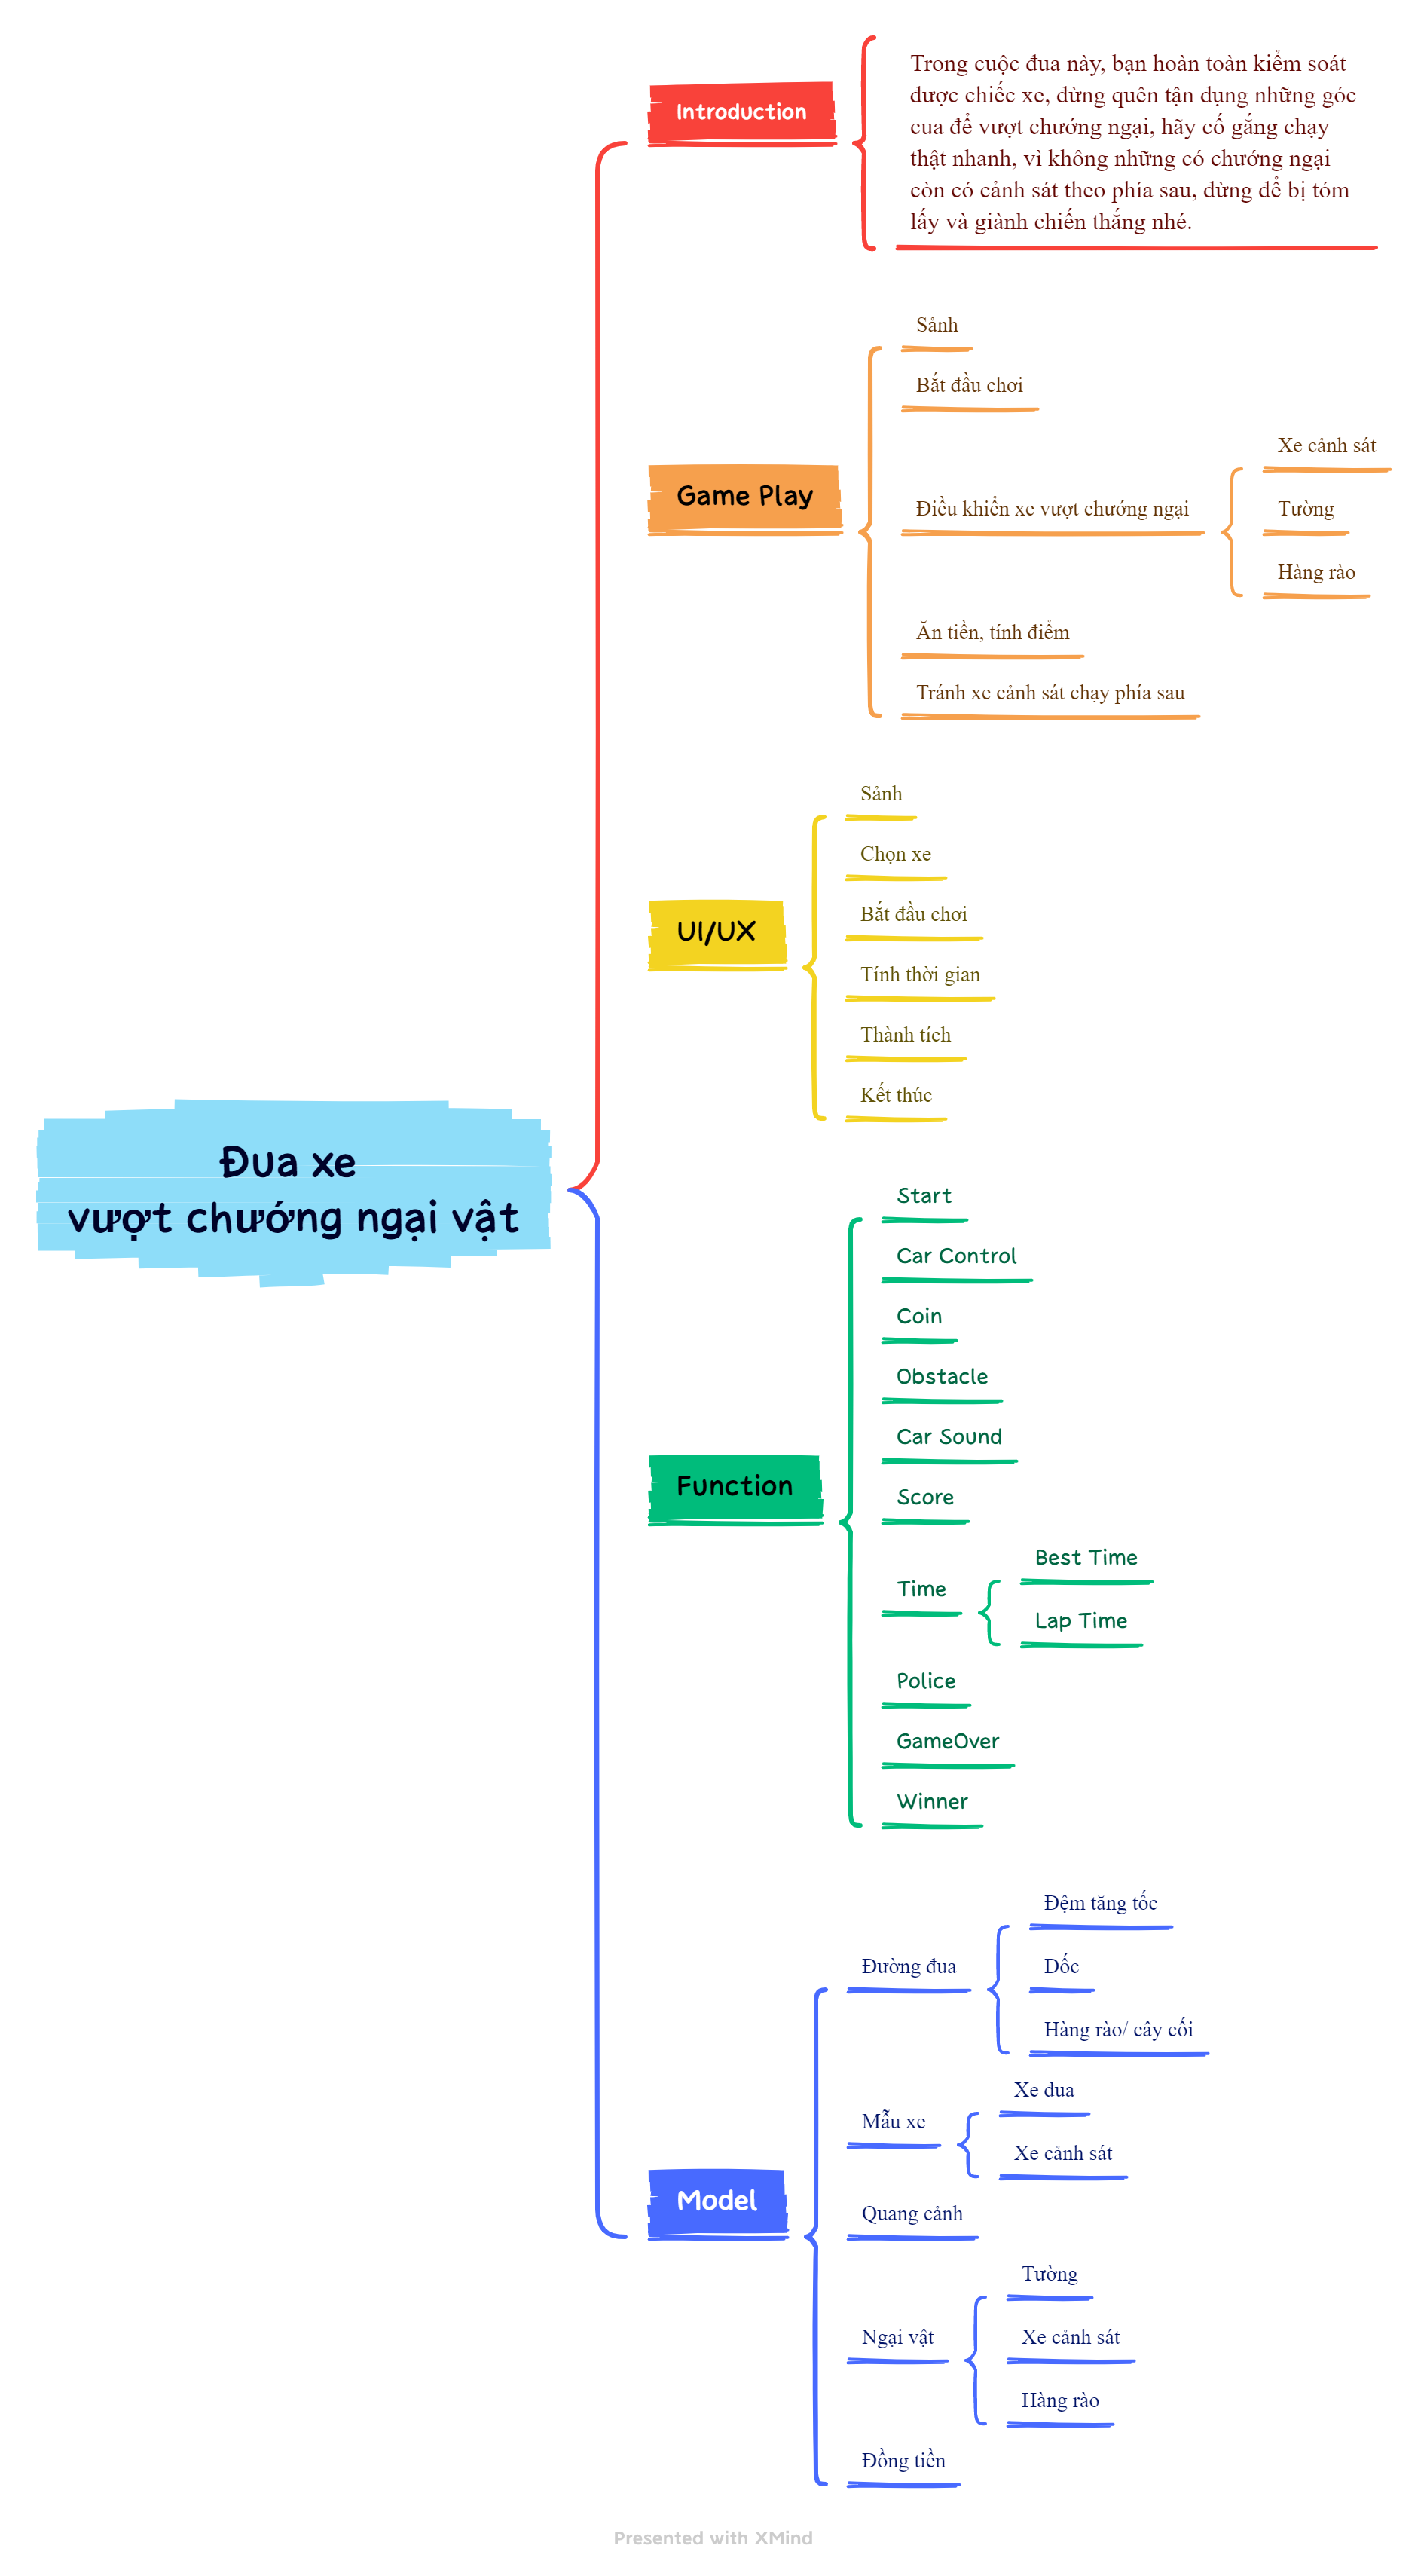 Introduction
Trong cuộc đua này, bạn hoàn toàn kiểm soát
được chiếc xe, đừng quên tận dụng những góc
cua để vượt chướng ngại, hãy cố gắng chạy
thật nhanh, vì không những có chướng ngại
còn có cảnh sát theo phía sau, đừng để bị tóm
lấy và giành chiến thắng nhé.
Game Play
Sảnh
Bắt đầu chơi
Điều khiển xe vượt chướng ngại
Xe cảnh sát
Tường
Hàng rào
Ăn tiền, tính điểm
Tránh xe cảnh sát chạy phía sau
UI/UX
Sảnh
Chọn xe
Bắt đầu chơi
Tính thời gian
Thành tích
Kết thúc
Đua xe
vượt chướng ngại vật
Function
Start
Car Control
Coin
Obstacle
Car Sound
Score
Time
Best Time
Lap Time
Police
GameOver
Winner
Model
Đường đua
Đệm tăng tốc
Dốc
Hàng rào/ cây cối
Mẫu xe
Xe đua
Xe cảnh sát
Quang cảnh
Ngại vật
Tường
Xe cảnh sát
Hàng rào
Đồng tiền
Presented with XMind